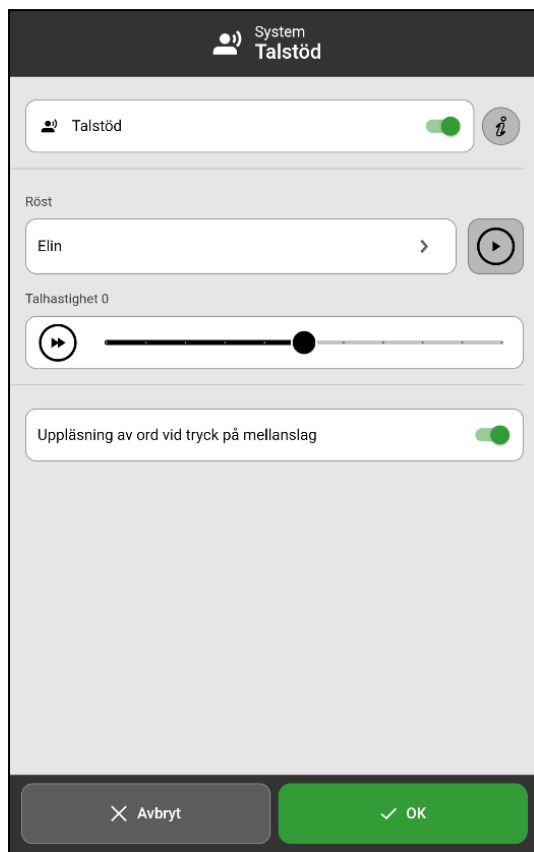 System
Talstöd
Talstöd
Röst
Elin
Talhastighet 0
Uppläsning av ord vid tryck på mellanslag
Avbryt
OK